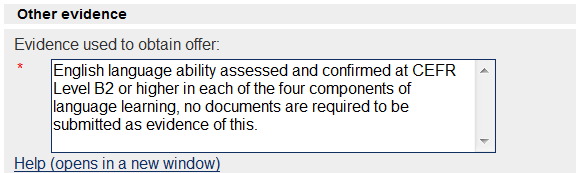 Other evidence
Evidence used to obtain offer:
* English language ability assessed and confirmed at CEFR
Level B2 or higher in each of the four components of
language learning, no documents are required to be
submitted as evidence of this.
Help (opens in a new window)